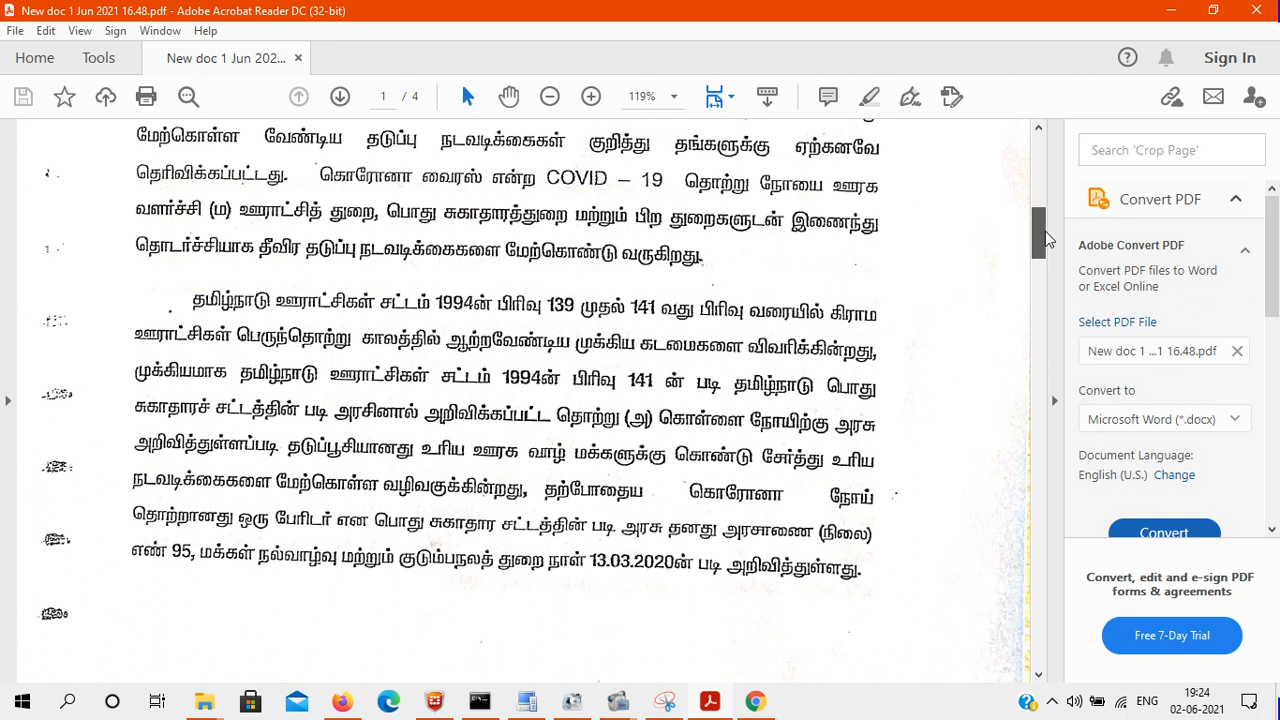 New doc 1 Jun 2021 16.48.pdf - Adobe Acrobat Reader DC (32-bit)
File Edit View Sign Window Help
Home Tools New doc 1 Jun 202... × Sign In
1 / 4 119%
மேற்கொள்ள வேண்டிய தடுப்பு நடவடிக்கைகள் குறித்து தங்களுக்கு ஏற்கனவே
தெரிவிக்கப்பட்டது. கொரோனா வைரஸ் என்ற COVID – 19 தொற்று நோயை ஊரக
வளர்ச்சி (ம) ஊராட்சித் துறை, பொது சுகாதாரத்துறை மற்றும் பிற துறைகளுடன் இணைந்து
தொடர்ச்சியாக தீவிர தடுப்பு நடவடிக்கைகளை மேற்கொண்டு வருகிறது.
தமிழ்நாடு ஊராட்சிகள் சட்டம் 1994ன் பிரிவு 139 முதல் 141 வது பிரிவு வரையில் கிராம
ஊராட்சிகள் பெருந்தொற்று காலத்தில் ஆற்றவேண்டிய முக்கிய கடமைகளை விவரிக்கின்றது,
முக்கியமாக தமிழ்நாடு ஊராட்சிகள் சட்டம் 1994ன் பிரிவு 141 ன் படி தமிழ்நாடு பொது
சுகாதாரச் சட்டத்தின் படி அரசினால் அறிவிக்கப்பட்ட தொற்று (அ) கொள்ளை நோயிற்கு அரசு
அறிவித்துள்ளப்படி தடுப்பூசியானது உரிய ஊரக வாழ் மக்களுக்கு கொண்டு சேர்த்து உரிய
நடவடிக்கைகளை மேற்கொள்ள வழிவகுக்கின்றது, தற்போதைய கொரோனா நோய்
தொற்றானது ஒரு பேரிடர் என பொது சுகாதார சட்டத்தின் படி அரசு தனது அரசாணை (நிலை)
எண் 95, மக்கள் நல்வாழ்வு மற்றும் குடும்பநலத் துறை நாள் 13.03.2020ன் படி அறிவித்துள்ளது.
Search 'Crop Page'
Convert PDF
Adobe Convert PDF
Convert PDF files to Word
or Excel Online
Select PDF File
New doc 1 ...1 16.48.pdf ×
Convert to
Microsoft Word (*.docx)
Document Language:
English (U.S.) Change
Convert
Convert, edit and e-sign PDF
forms & agreements
Free 7-Day Trial
ENG
9:24
02-06-2021